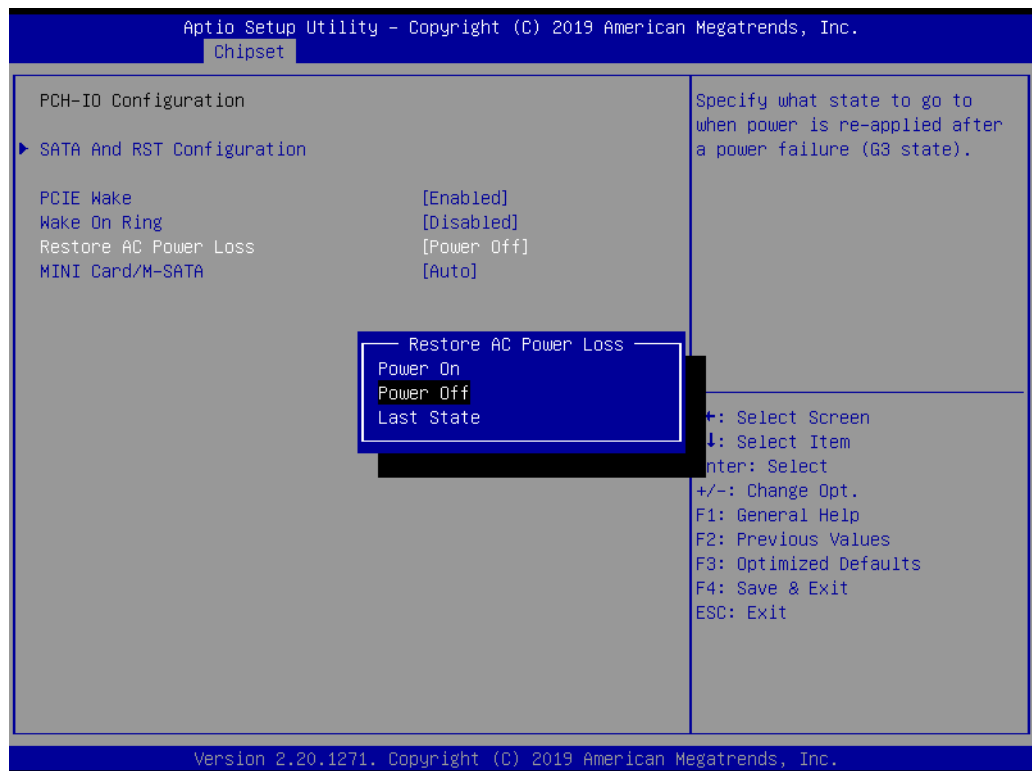 Aptio Setup Utility – Copyright (C) 2019 American Megatrends, Inc.
Chipset
PCH-IO Configuration
SATA And RST Configuration
PCIE Wake [Enabled]
Wake On Ring [Disabled]
Restore AC Power Loss [Power Off]
MINI Card/M-SATA [Auto]
Restore AC Power Loss
Power On
Power Off
Last State
Specify what state to go to
when power is re-applied after
a power failure (G3 state).
: Select Screen
: Select Item
nter: Select
+/-: Change Opt.
F1: General Help
F2: Previous Values
F3: Optimized Defaults
F4: Save & Exit
ESC: Exit
Version 2.20.1271. Copyright (C) 2019 American Megatrends, Inc.